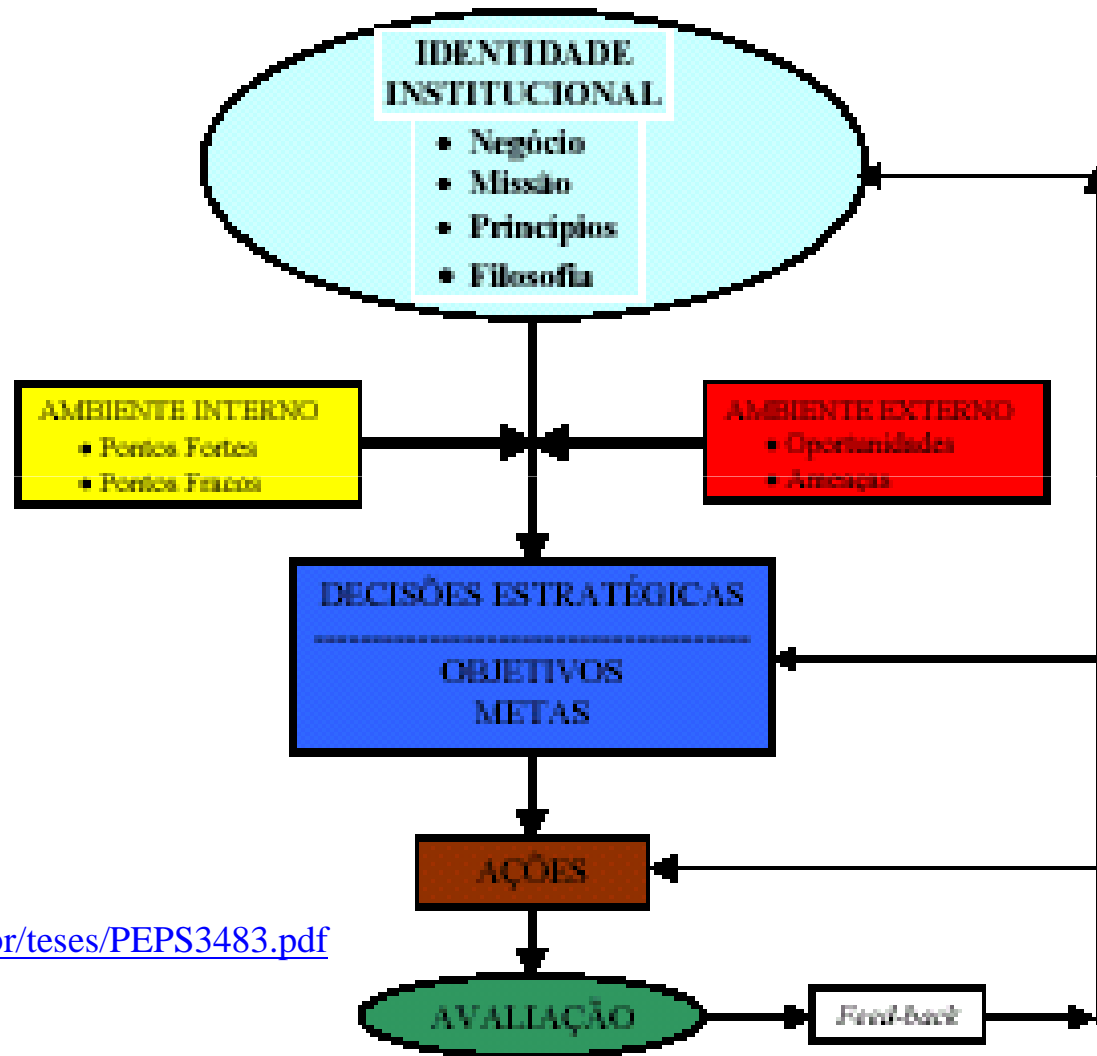 IDENTIDADE
INSTITUCIONAL
• Negócio
• Missão
• Princípios
• Filosofia
AMBIENTE INTERNO
• Pontos Fortes
• Pontos Fracos
AMBIENTE EXTERNO
• Oportunidades
• Ameaças
DECISÕES ESTRATÉGICAS
--------------------------------------
OBJETIVOS
METAS
AÇÕES
or/teses/PEPS3483.pdf
AVALIAÇÃO
Feed-back